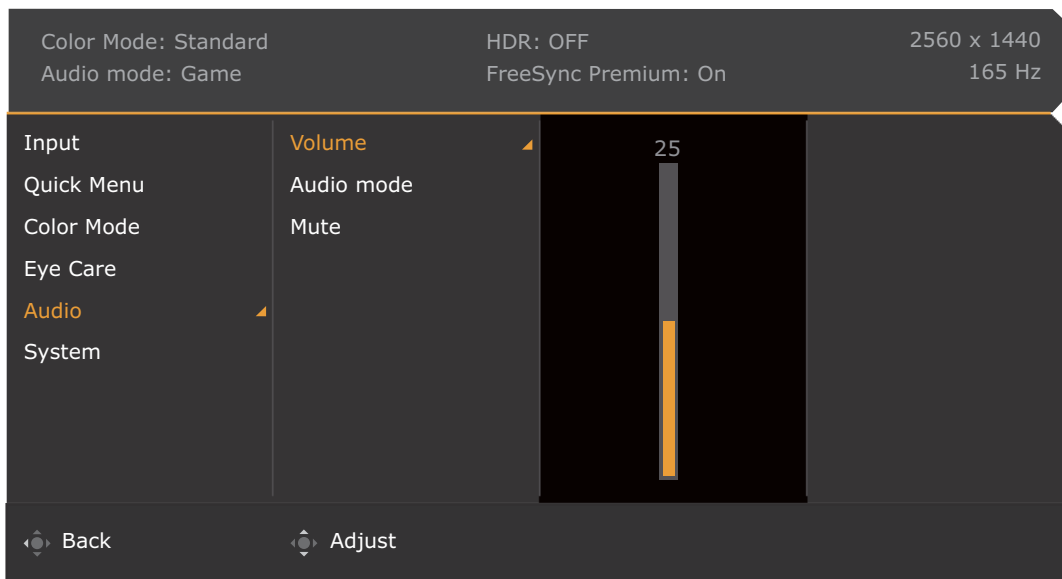 Color Mode: Standard
HDR: OFF
2560 x 1440
Audio mode: Game
FreeSync Premium: On
165 Hz
Input
Volume
25
Quick Menu
Audio mode
Color Mode
Mute
Eye Care
Audio
System
Back
Adjust